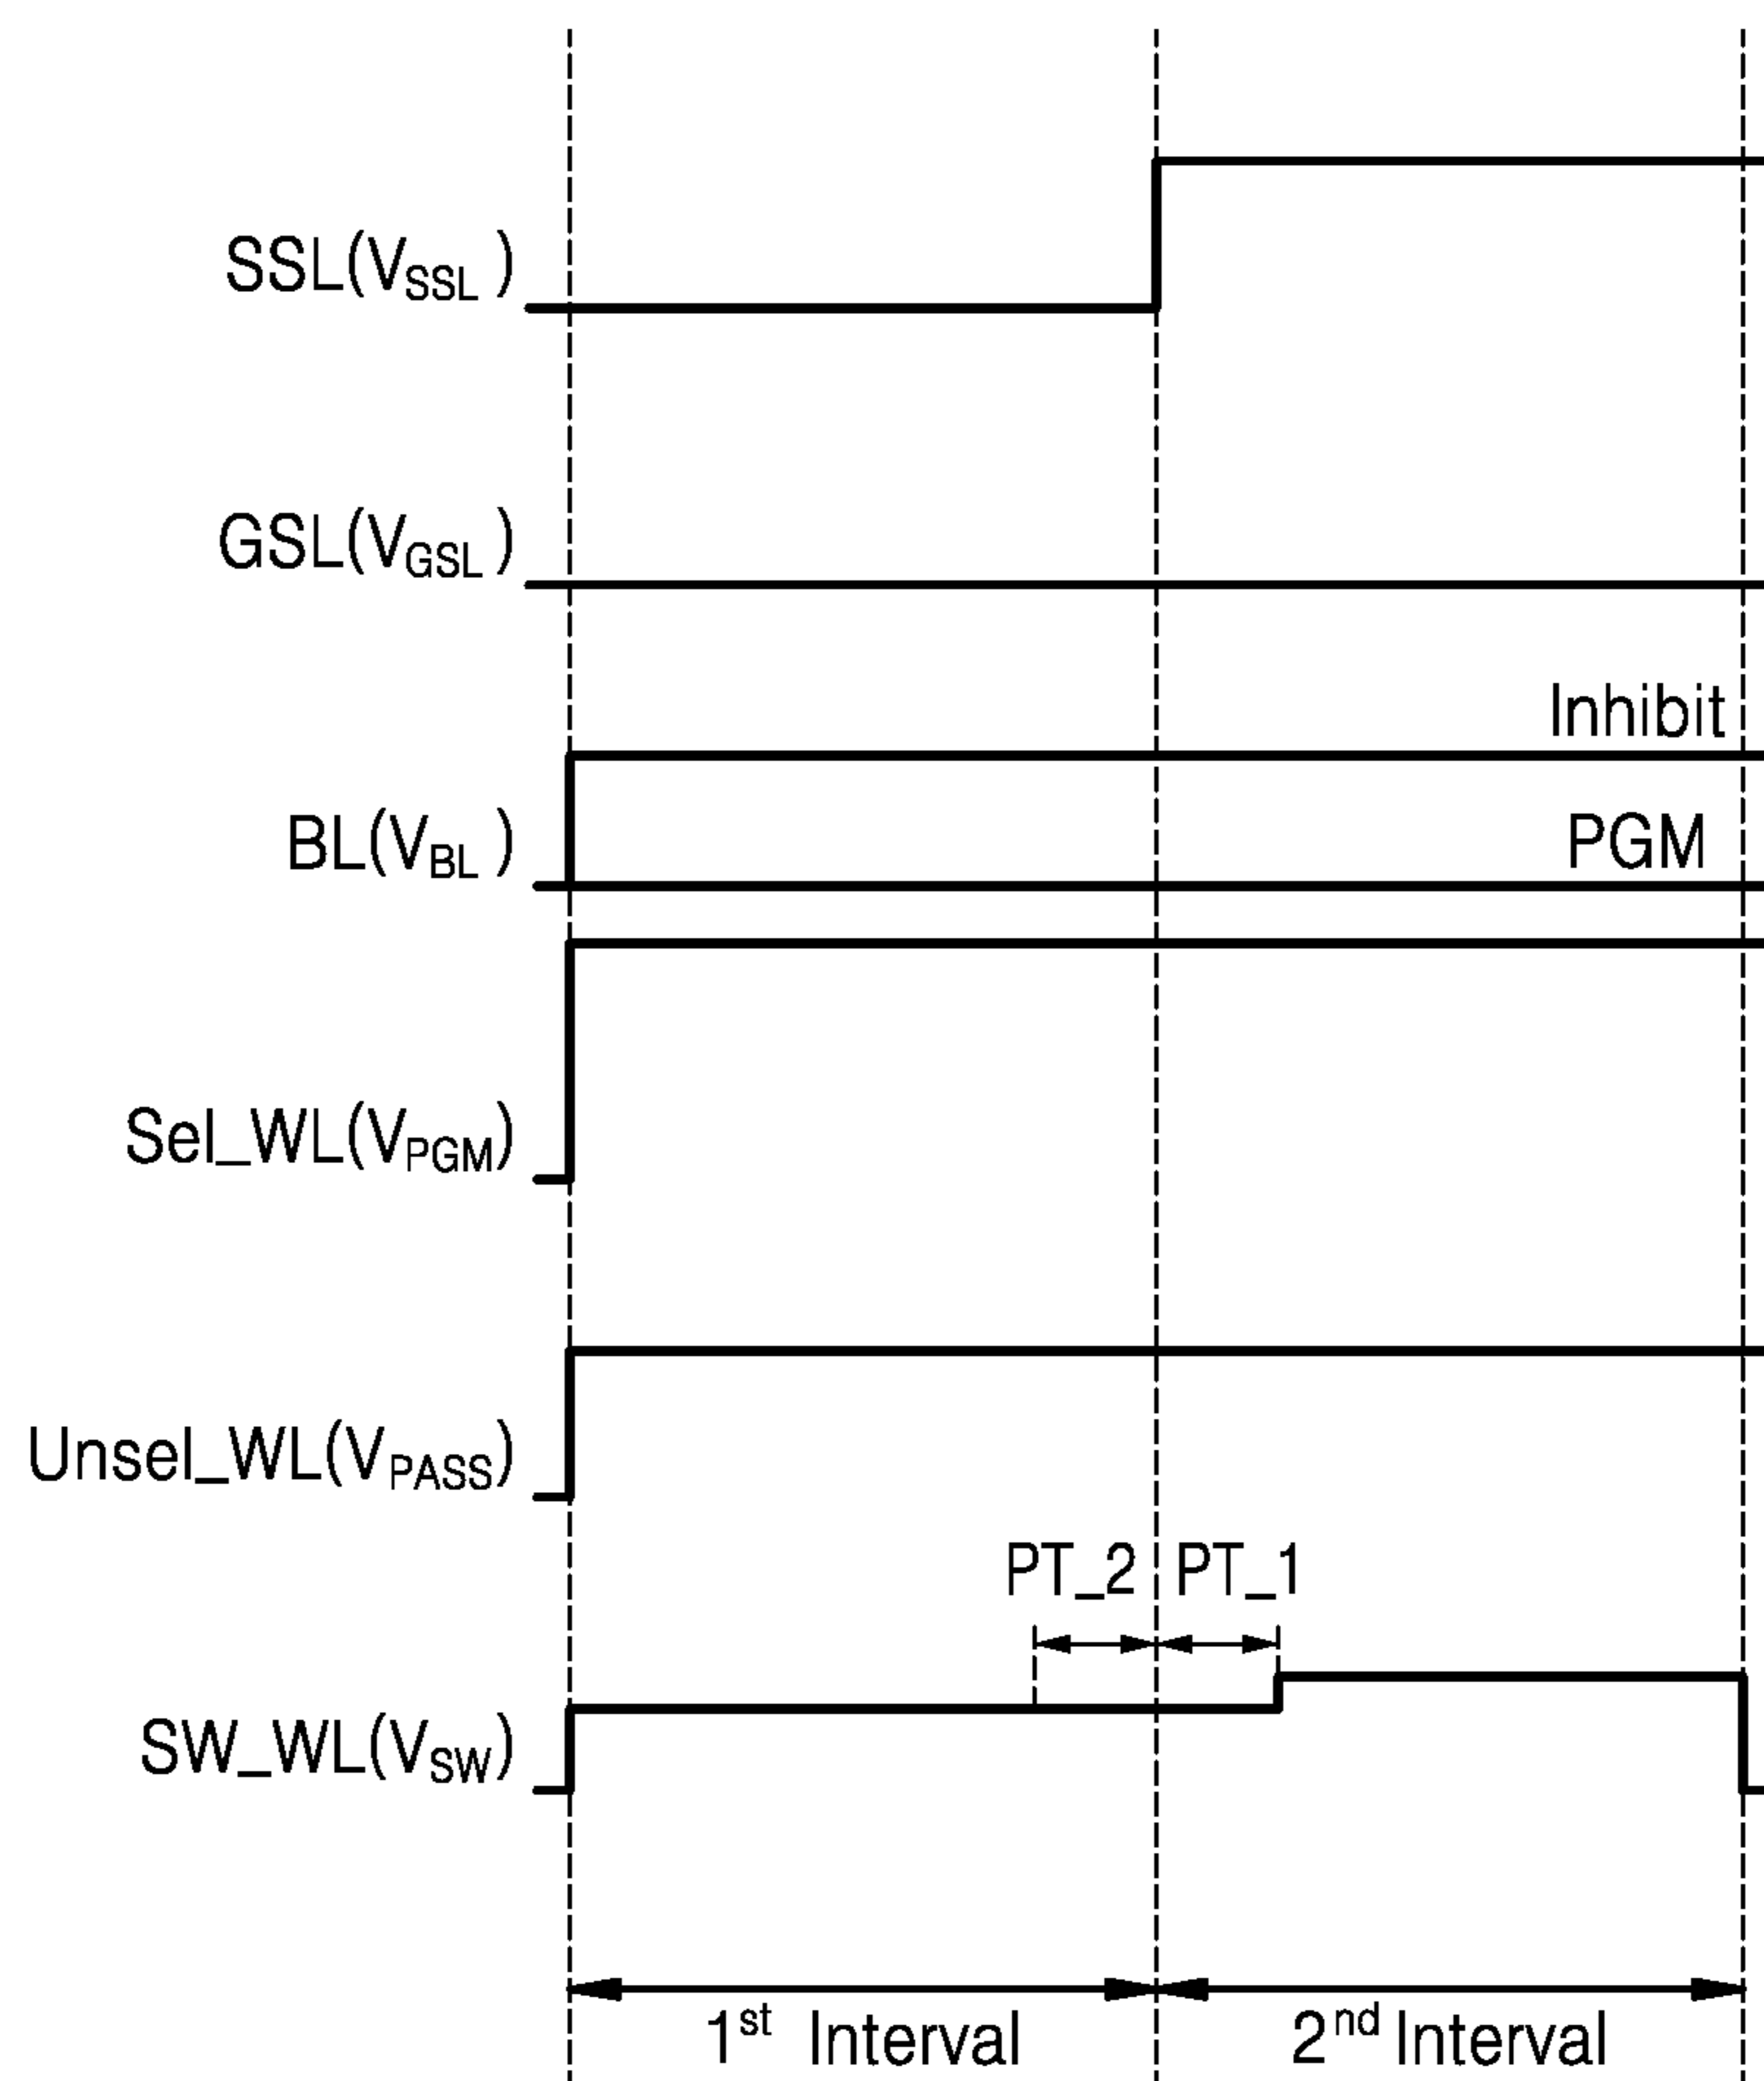 SSL(VSSL )
GSL(VGSL )
Inhibit
BL(VBL )
PGM
Sel_WL(VPGM)
Unsel_WL(VPASS)
PT_2 PT_1
SW_WL(VSW)
1st Interval 2nd Interval